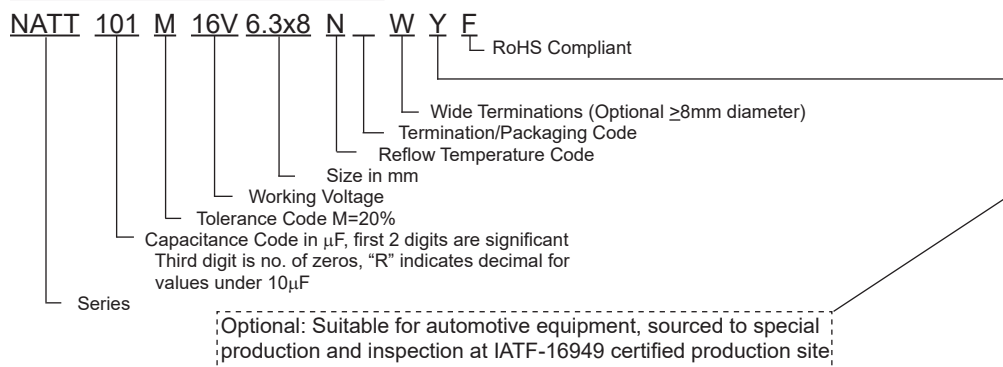 NATT 101 M 16V 6.3x8 N _ W Y F
RoHS Compliant
Wide Terminations (Optional ≥8mm diameter)
Termination/Packaging Code
Reflow Temperature Code
Size in mm
Working Voltage
Tolerance Code M=20%
Capacitance Code in μF, first 2 digits are significant
Third digit is no. of zeros, “R” indicates decimal for
values under 10μF
Series
Optional: Suitable for automotive equipment, sourced to special
production and inspection at IATF-16949 certified production site